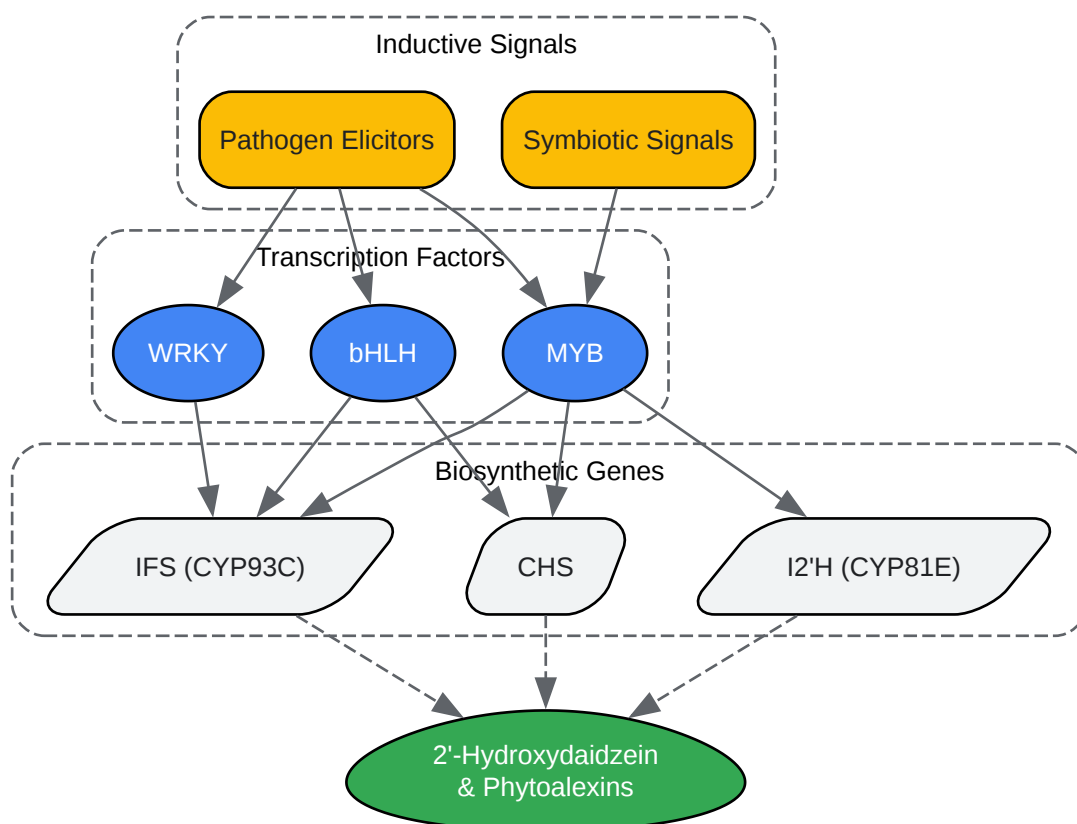 Inductive Signals
Pathogen Elicitors
Symbiotic Signals
Transcription Factors
WRKY
bHLH
MYB
Biosynthetic Genes
IFS (CYP93C)
CHS
I2'H (CYP81E)
2'-Hydroxydaidzein
& Phytoalexins